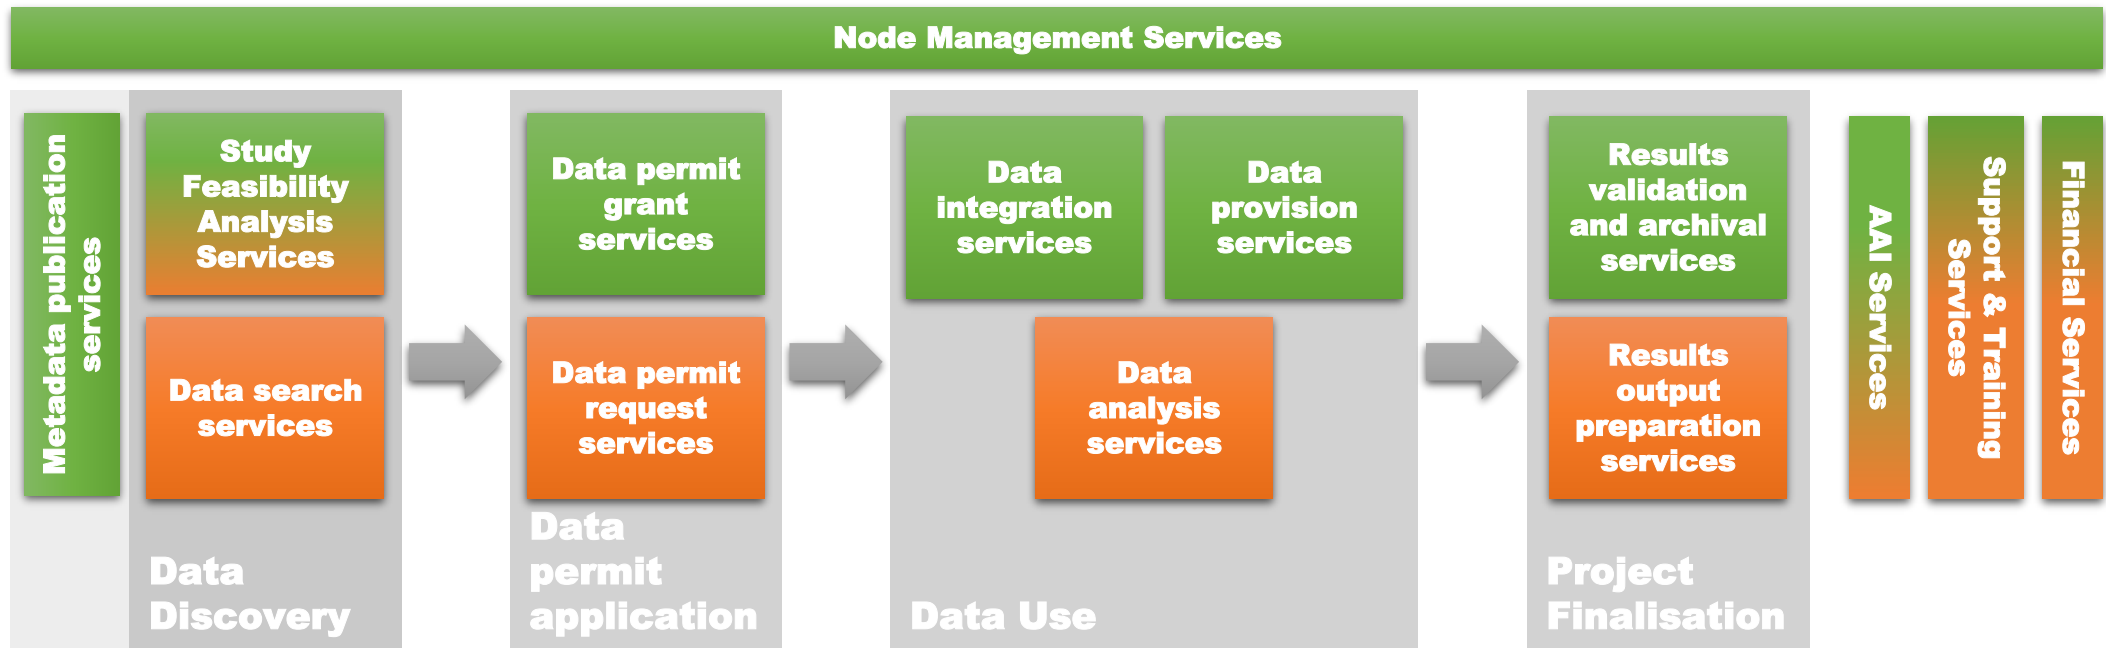 Node Management Services
Metadata publication
services
Study
Feasibility
Analysis
Services
Data search
services
Data
Discovery
Data permit
grant
services
Data permit
request
services
Data
permit
application
Data
integration
services
Data
provision
services
Data
analysis
services
Data Use
Results
validation
and archival
services
Results
output
preparation
services
Project
Finalisation
AAI Services
Support & Training
Services
Financial Services